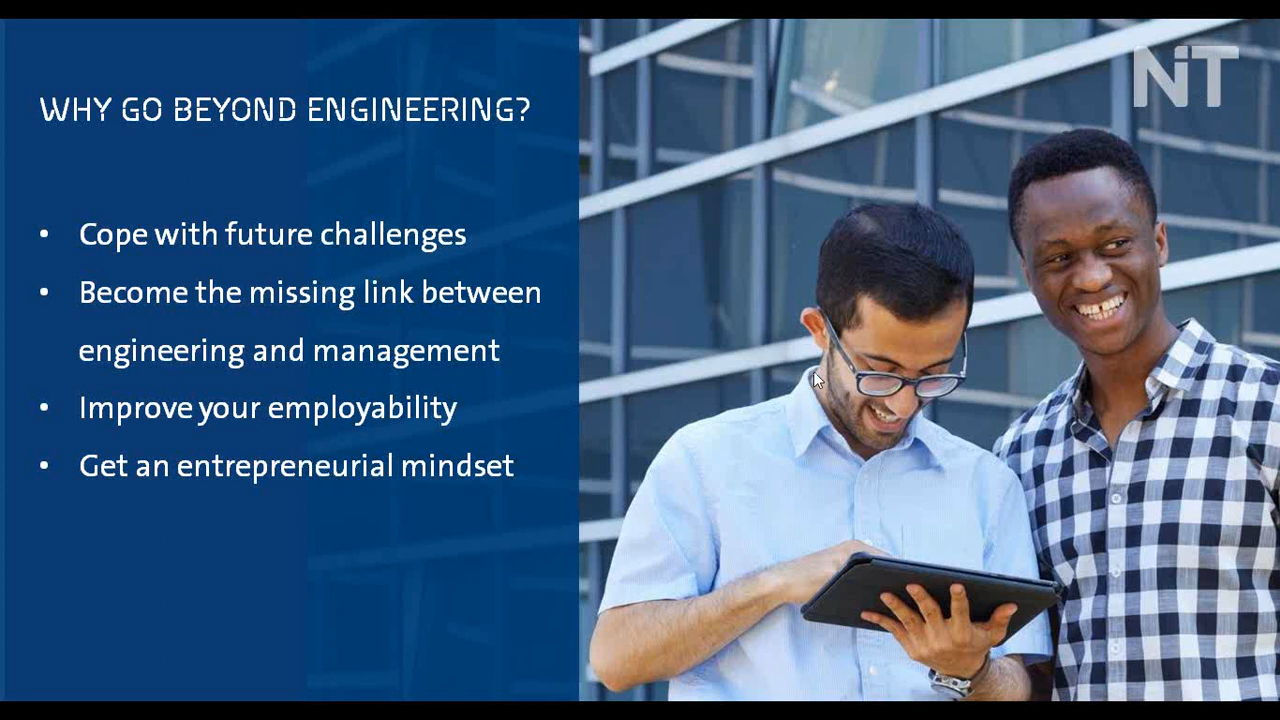 NiT
WHY GO BEYOND ENGINEERING?
• Cope with future challenges
• Become the missing link between
engineering and management
• Improve your employability
• Get an entrepreneurial mindset